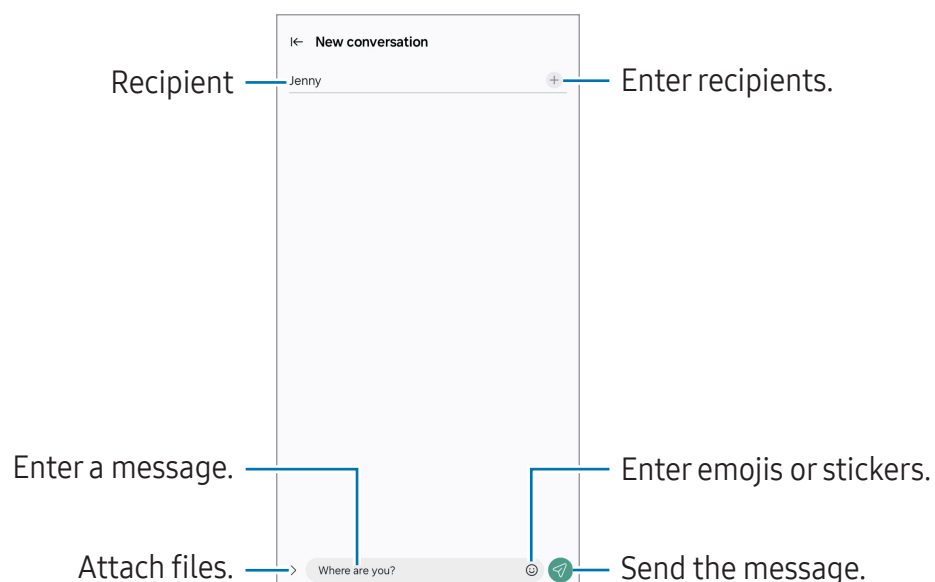 New conversation
Recipient
Jenny
Enter recipients.
Enter a message.
Enter emojis or stickers.
Attach files.
Where are you?
Send the message.